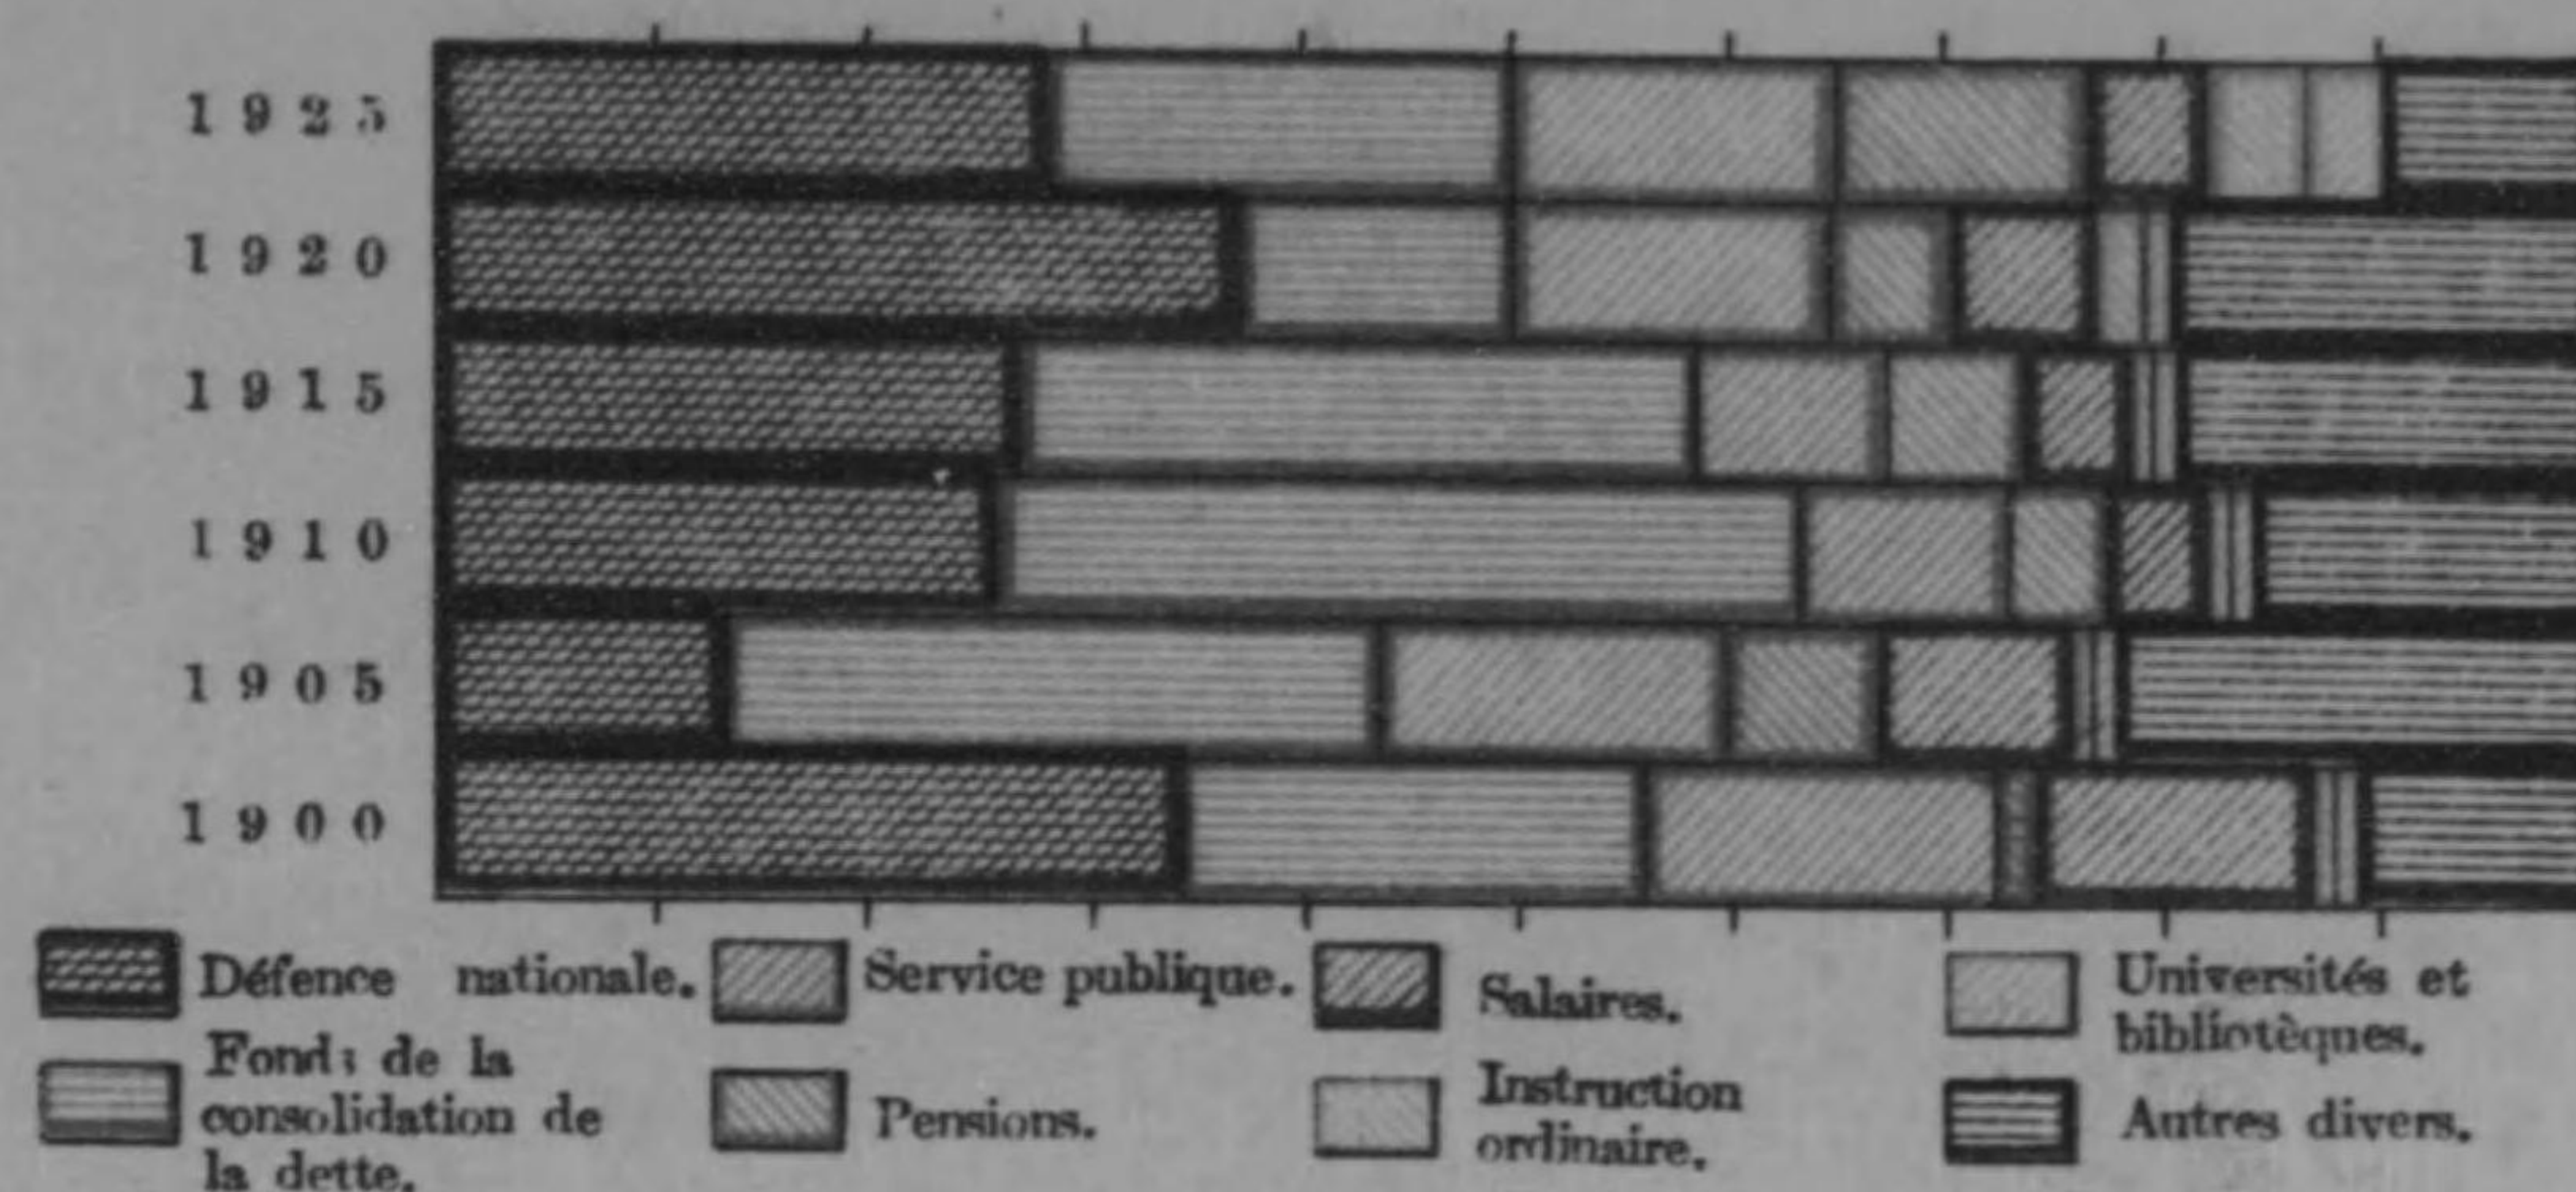 1925
1920
1915
1910
1905
1900
Défence nationale.
Service publique.
Salaires.
Universités et
bibliotèques.
Fonds de la
consolidation de
la dette.
Pensions.
Instruction
ordinaire.
Autres divers.